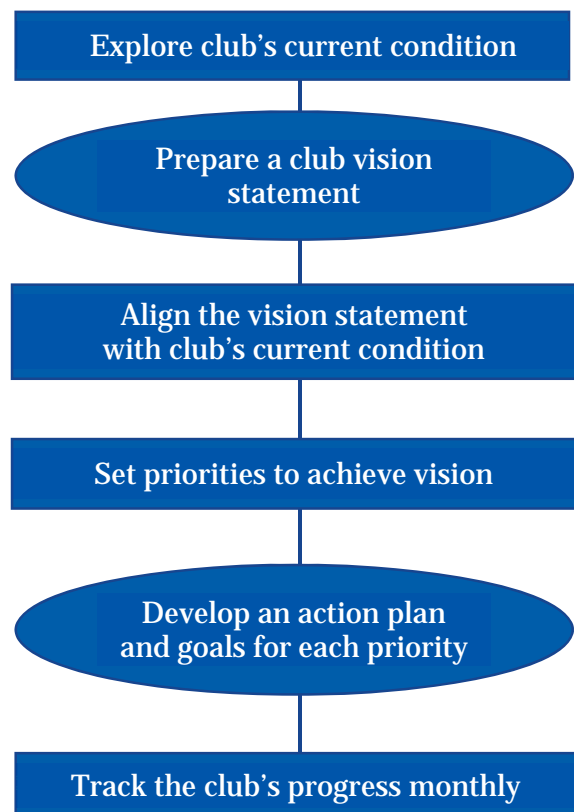 Explore club's current condition
Prepare a club vision
statement
Align the vision statement
with club's current condition
Set priorities to achieve vision
Develop an action plan
and goals for each priority
Track the club's progress monthly